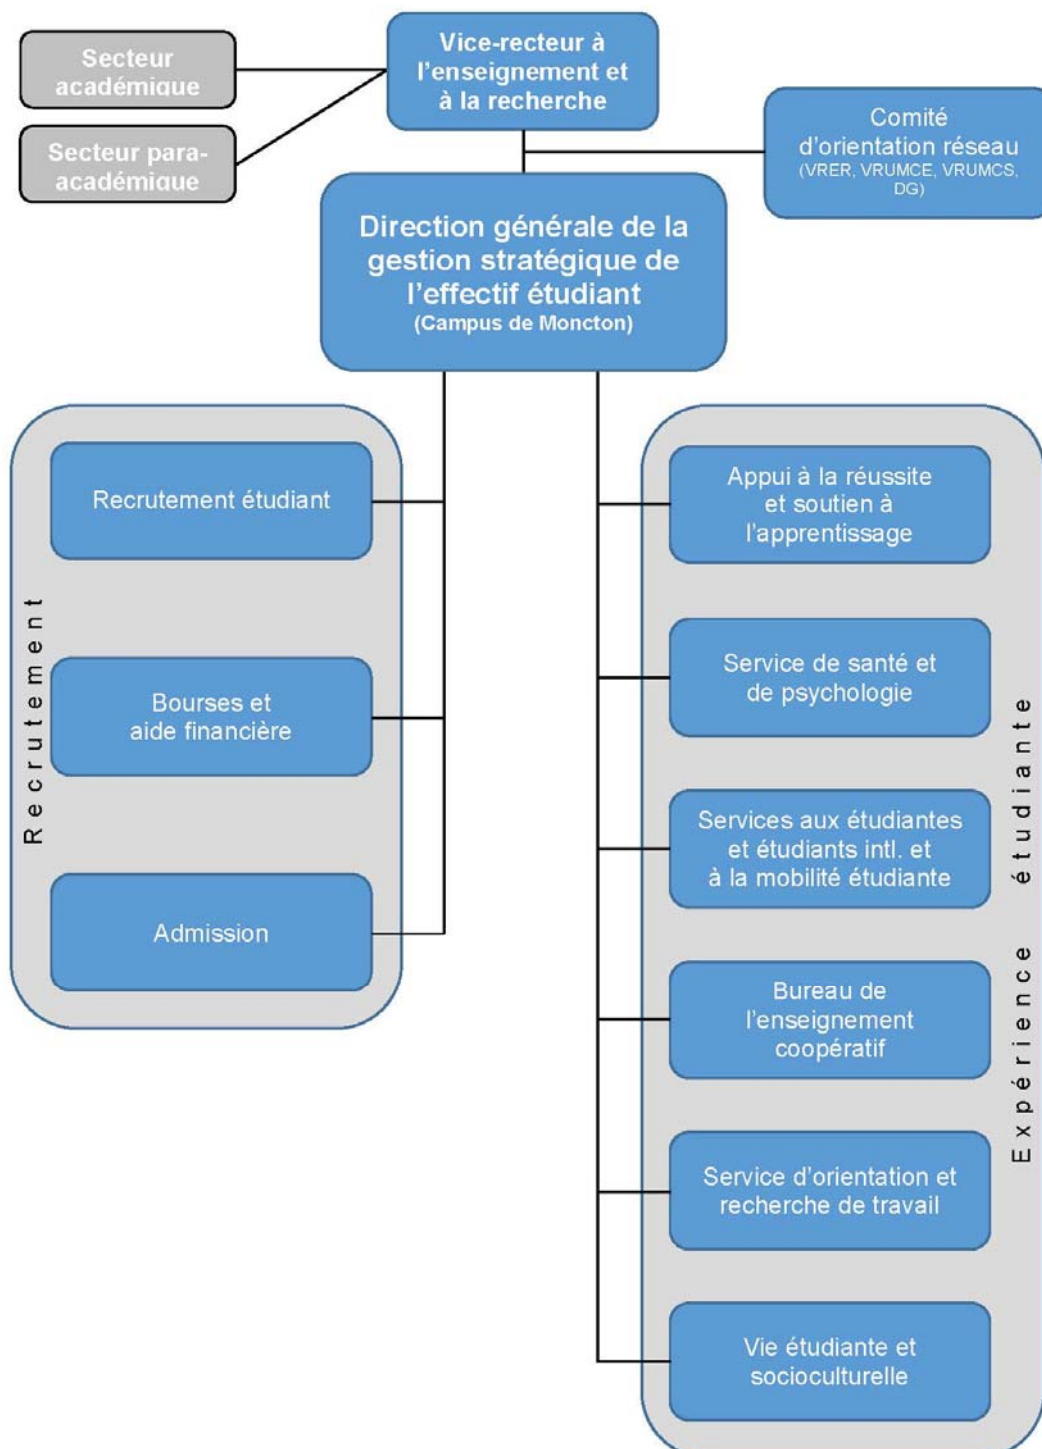 Secteur
académique
Secteur para-
académique
Vice-recteur à
l'enseignement et
à la recherche
Comité
d'orientation réseau
(VRER, VRUMCE, VRUMCS,
DG)
Direction générale de la
gestion stratégique de
l'effectif étudiant
(Campus de Moncton)
Recrutement
Recrutement étudiant
Bourses et
aide financière
Admission
Expérience étudiante
Appui à la réussite
et soutien à
l'apprentissage
Service de santé et
de psychologie
Services aux étudiantes
et étudiants intl. et
à la mobilité étudiante
Bureau de
l'enseignement
coopératif
Service d'orientation et
recherche de travail
Vie étudiante et
socioculturelle